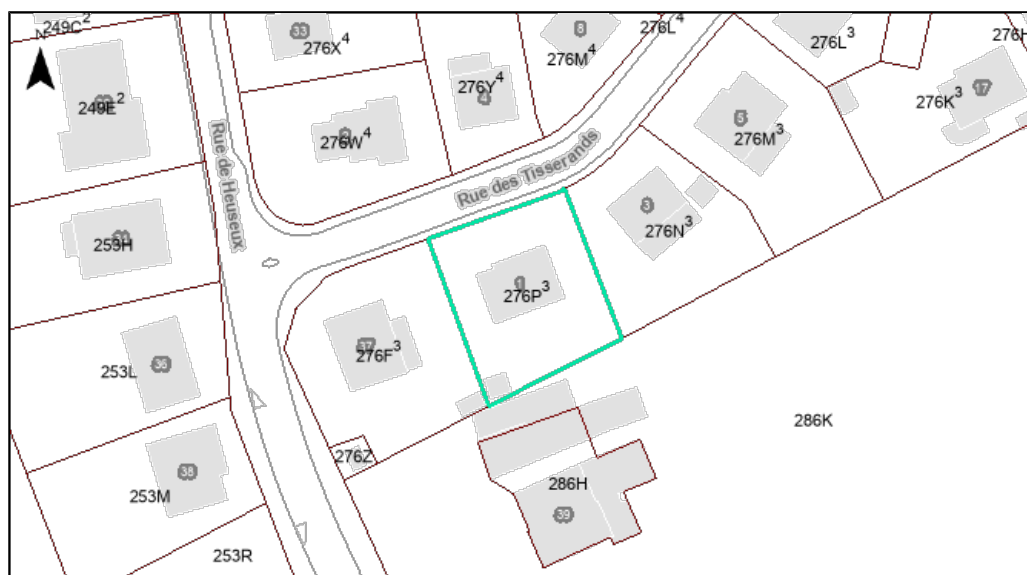 249C²
N
33
276X⁴
8
276M⁴
276L⁴
276L³
276H
249E²
276Y⁴
4
276W⁴
5
276M³
17
276K³
Rue de Heuseux
Rue des Tisserands
253H
3
276N³
1
276P³
37
276F³
36
253L
286K
276Z
38
253M
286H
39
253R